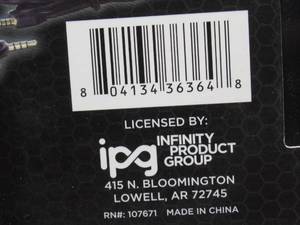 8 04134 36364 8
LICENSED BY:
ipg INFINITY
PRODUCT
GROUP
415 N. BLOOMINGTON
LOWELL, AR 72745
RN#: 107671 MADE IN CHINA